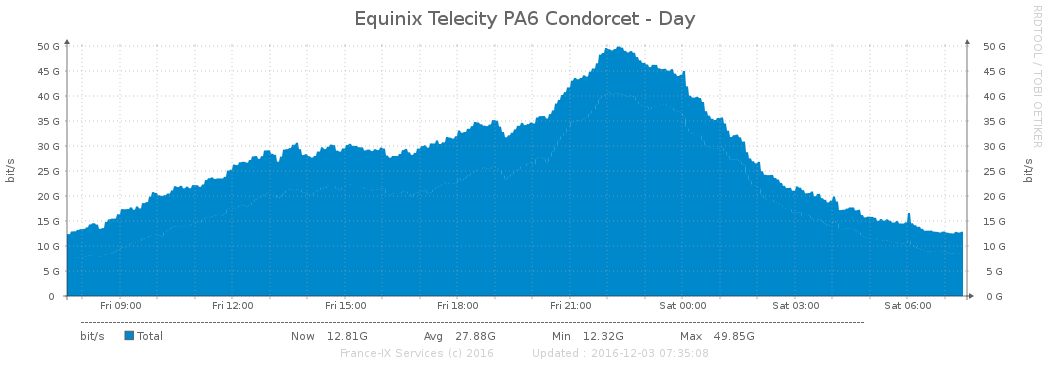 Equinix Telecity PA6 Condorcet - Day
RRDTOOL / TOBI OETIKER
bit/s
50 G 50 G
45 G 45 G
40 G 40 G
35 G 35 G
30 G 30 G
25 G 25 G
20 G 20 G
15 G 15 G
10 G 10 G
5 G 5 G
0 0 G
bit/s
Fri 09:00 Fri 12:00 Fri 15:00 Fri 18:00 Fri 21:00 Sat 00:00 Sat 03:00 Sat 06:00
bit/s Total Now 12.81G Avg 27.88G Min 12.32G Max 49.85G
France-IX Services (c) 2016 Updated : 2016-12-03 07:35:08